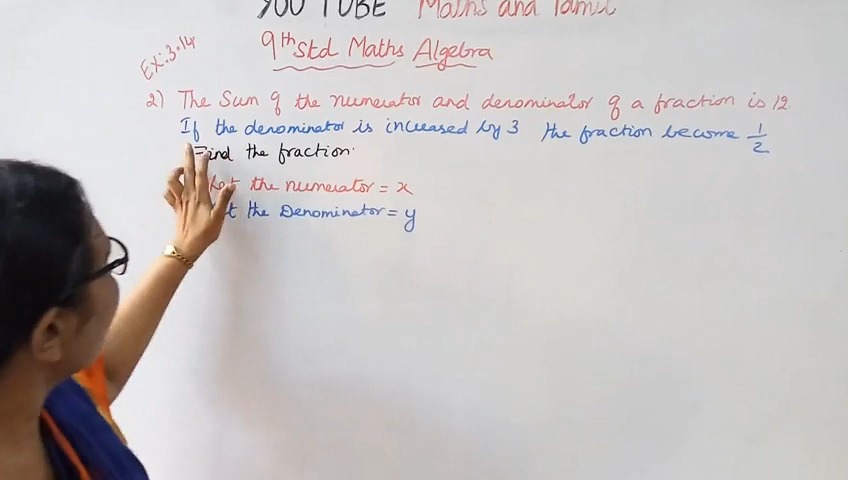 YOU TUBE Maths and Tamil
9th Std Maths Algebra
EX:3.14
2) The Sum of the numerator and denominator of a fraction is 12.
If the denominator is increased by 3 the fraction become 1/2
Find the fraction.
Let the numerator = x
Let the Denominator = y